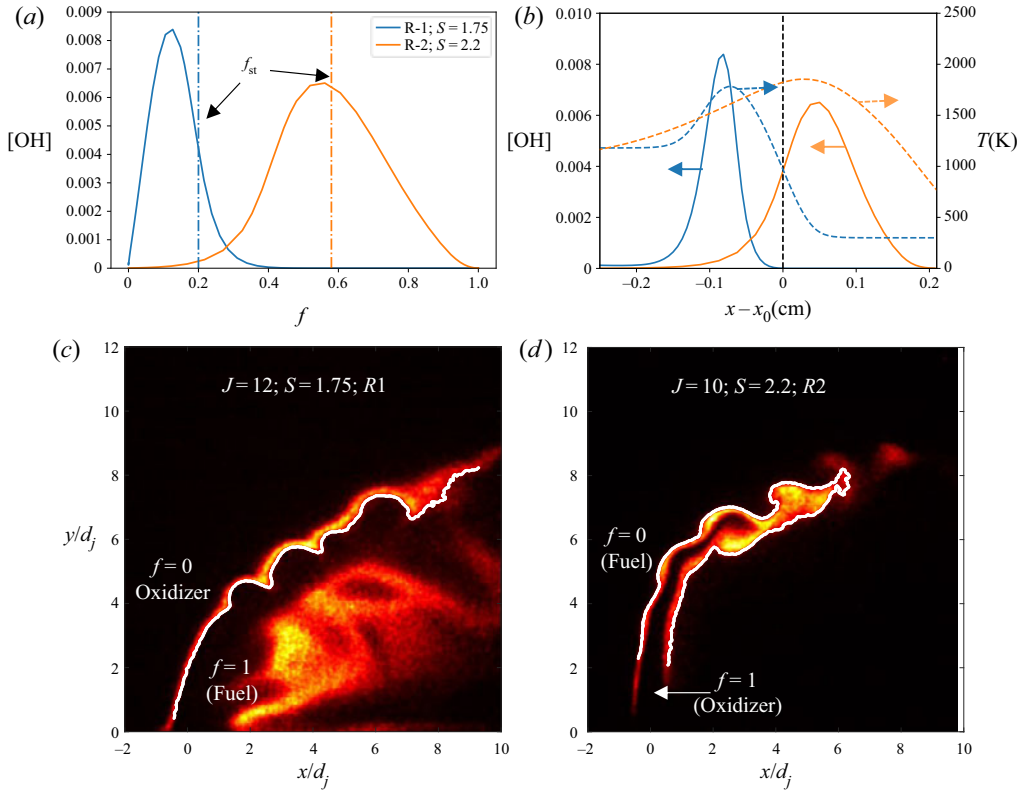 (a)
0.009
0.008
0.007
0.006
0.005
0.004
0.003
0.002
0.001
0
[OH]
R-1; S = 1.75
R-2; S = 2.2
f_st
0
0.2
0.4
0.6
0.8
1.0
f
(b)
0.010
0.008
0.006
0.004
0.002
0
[OH]
2500
2000
1500
1000
500
0
T(K)
−0.2
−0.1
0
0.1
0.2
x − x_0(cm)
(c)
12
10
8
6
4
2
0
y/d_j
J = 12; S = 1.75; R1
f = 0
Oxidizer
f = 1
(Fuel)
−2
0
2
4
6
8
10
x/d_j
(d)
12
10
8
6
4
2
0
J = 10; S = 2.2; R2
f = 0
(Fuel)
f = 1
(Oxidizer)
−2
0
2
4
6
8
10
x/d_j